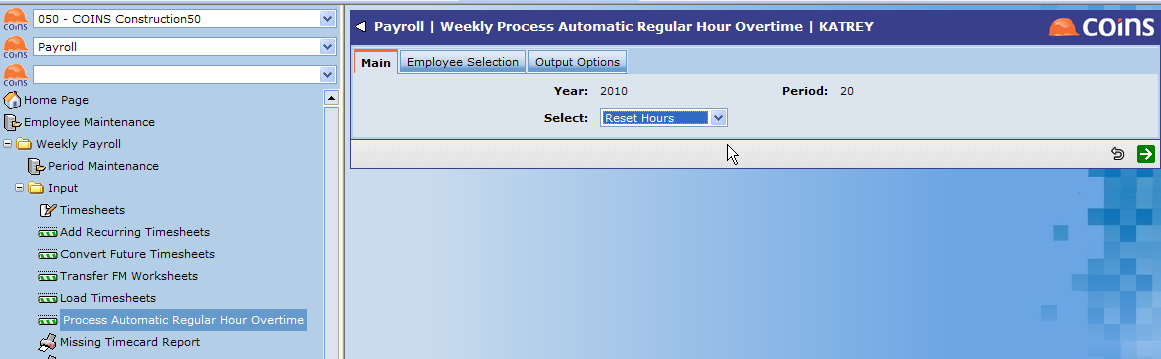 coins
050 - COINS Construction50
coins
Payroll
coins
Home Page
Employee Maintenance
Weekly Payroll
Period Maintenance
Input
Timesheets
Add Recurring Timesheets
Convert Future Timesheets
Transfer FM Worksheets
Load Timesheets
Process Automatic Regular Hour Overtime
Missing Timecard Report
Payroll | Weekly Process Automatic Regular Hour Overtime | KATREY
coins
Main
Employee Selection
Output Options
Year: 2010 Period: 20
Select: Reset Hours